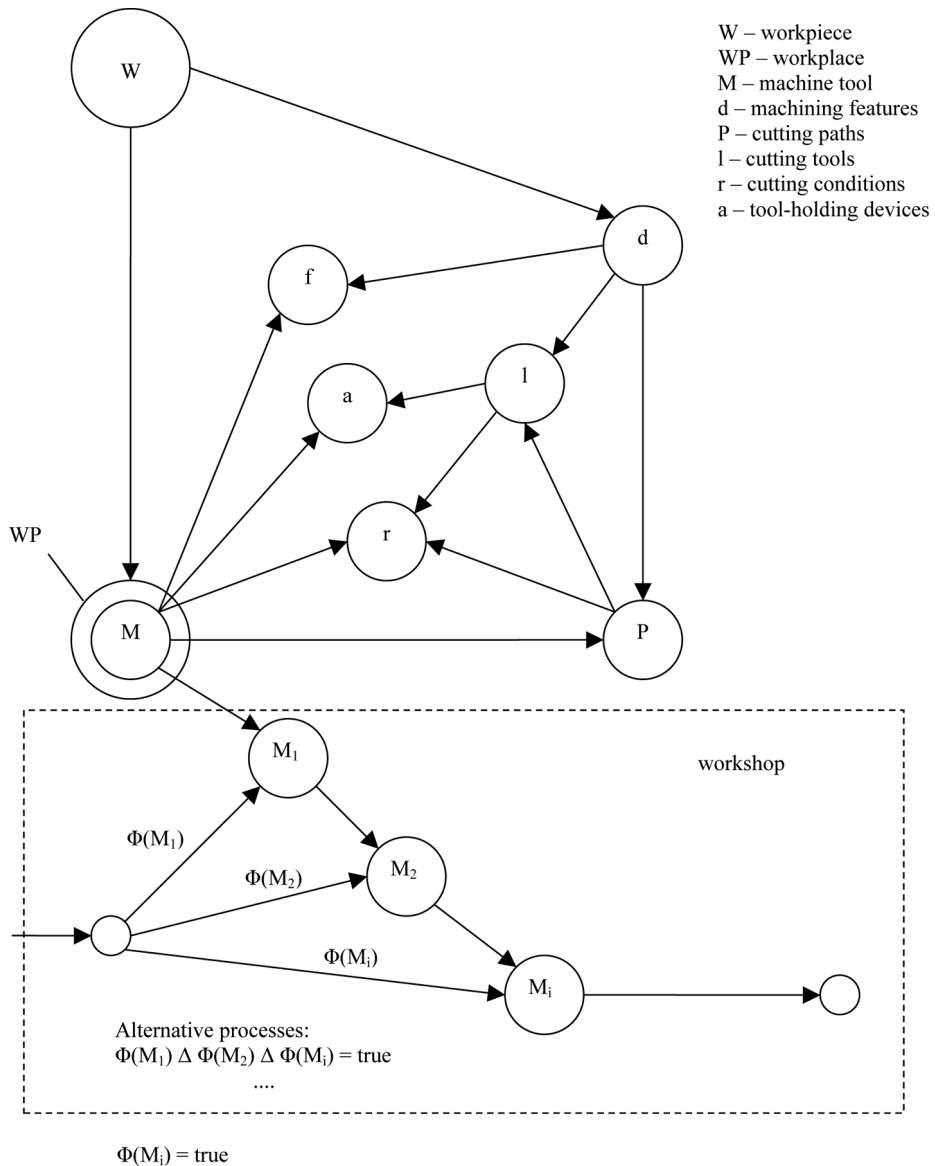 W
W – workpiece
WP – workplace
M – machine tool
d – machining features
P – cutting paths
l – cutting tools
r – cutting conditions
a – tool-holding devices
d
f
l
a
r
WP
M
P
M₁
workshop
Φ(M₁)
M₂
Φ(M₂)
Φ(Mᵢ)
Mᵢ
Alternative processes:
Φ(M₁) Δ Φ(M₂) Δ Φ(Mᵢ) = true
....
Φ(Mᵢ) = true